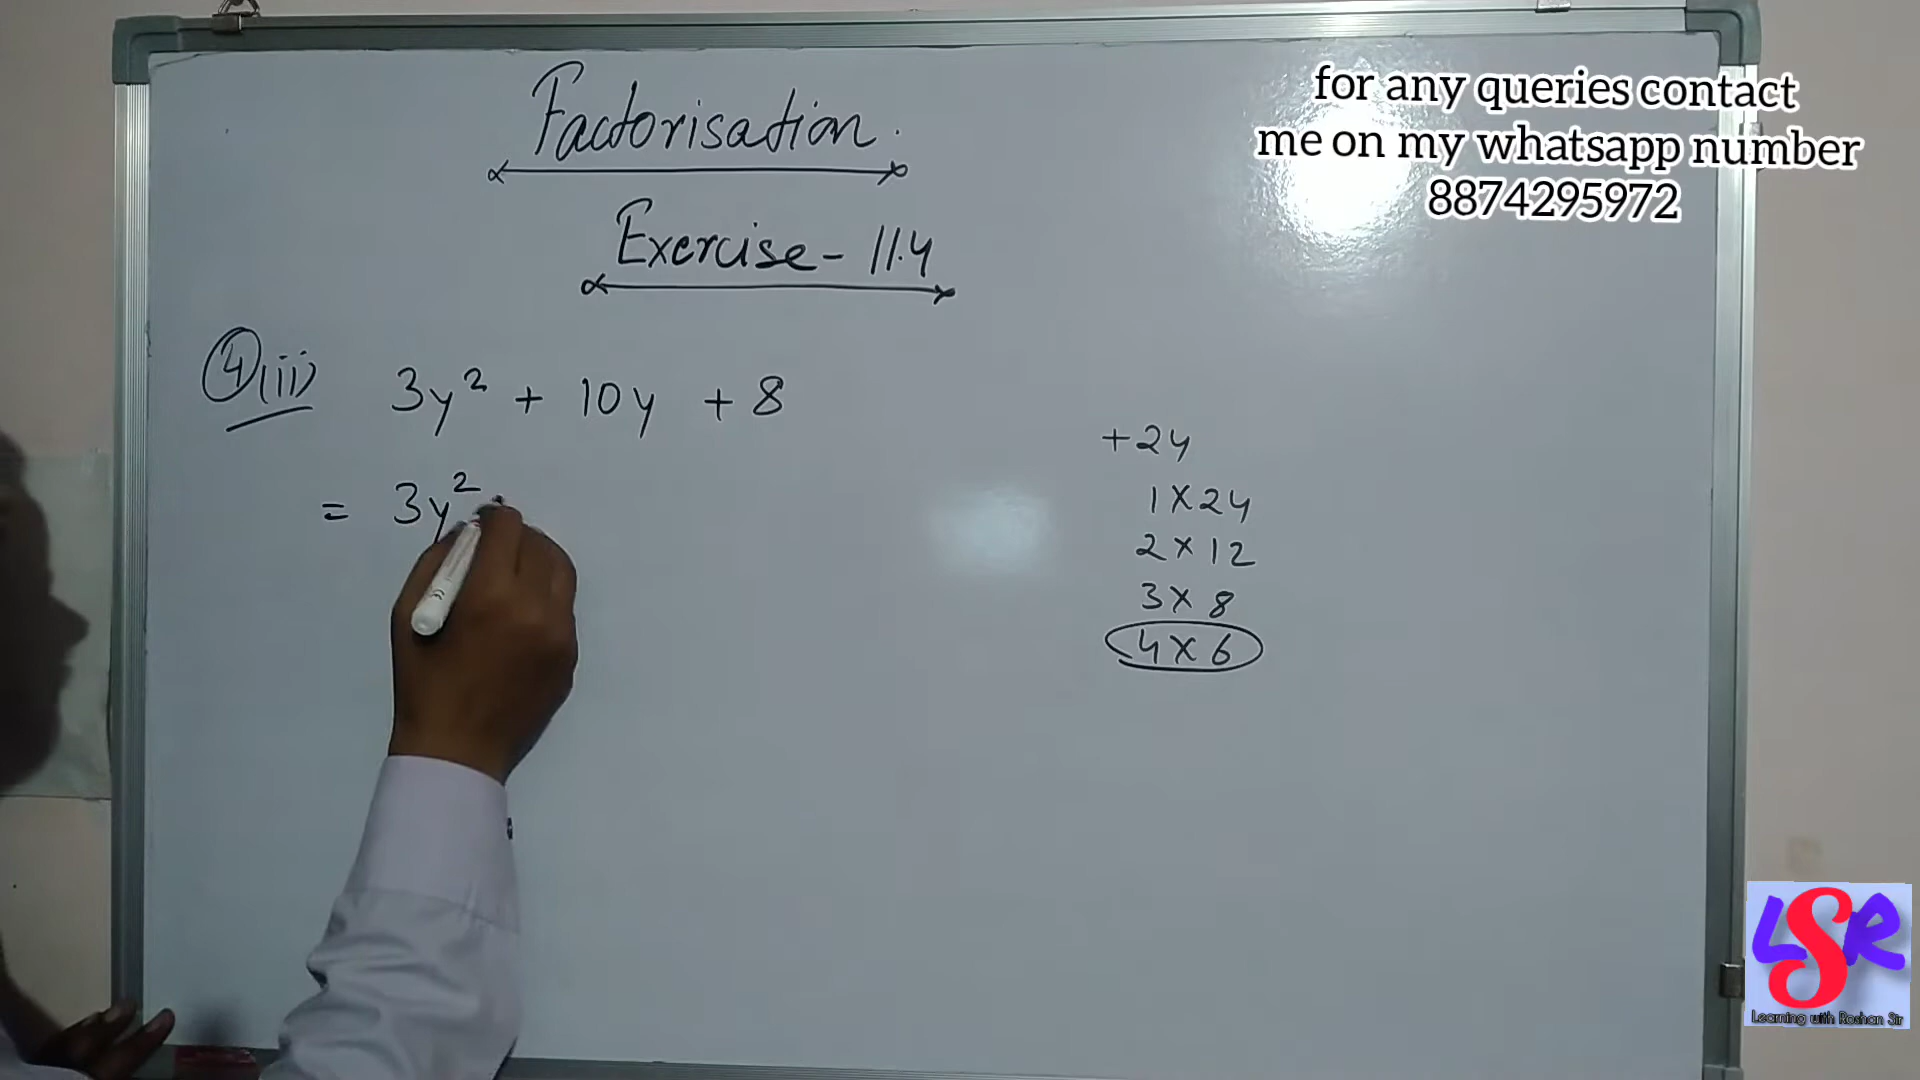 for any queries contact
me on my whatsapp number
8874295972
Factorisation.
Exercise - 11.4
4 (ii) 3y² + 10y + 8
= 3y²
+24
1 × 24
2 × 12
3 × 8
4 × 6
LSR
Learning with Roshan Sir